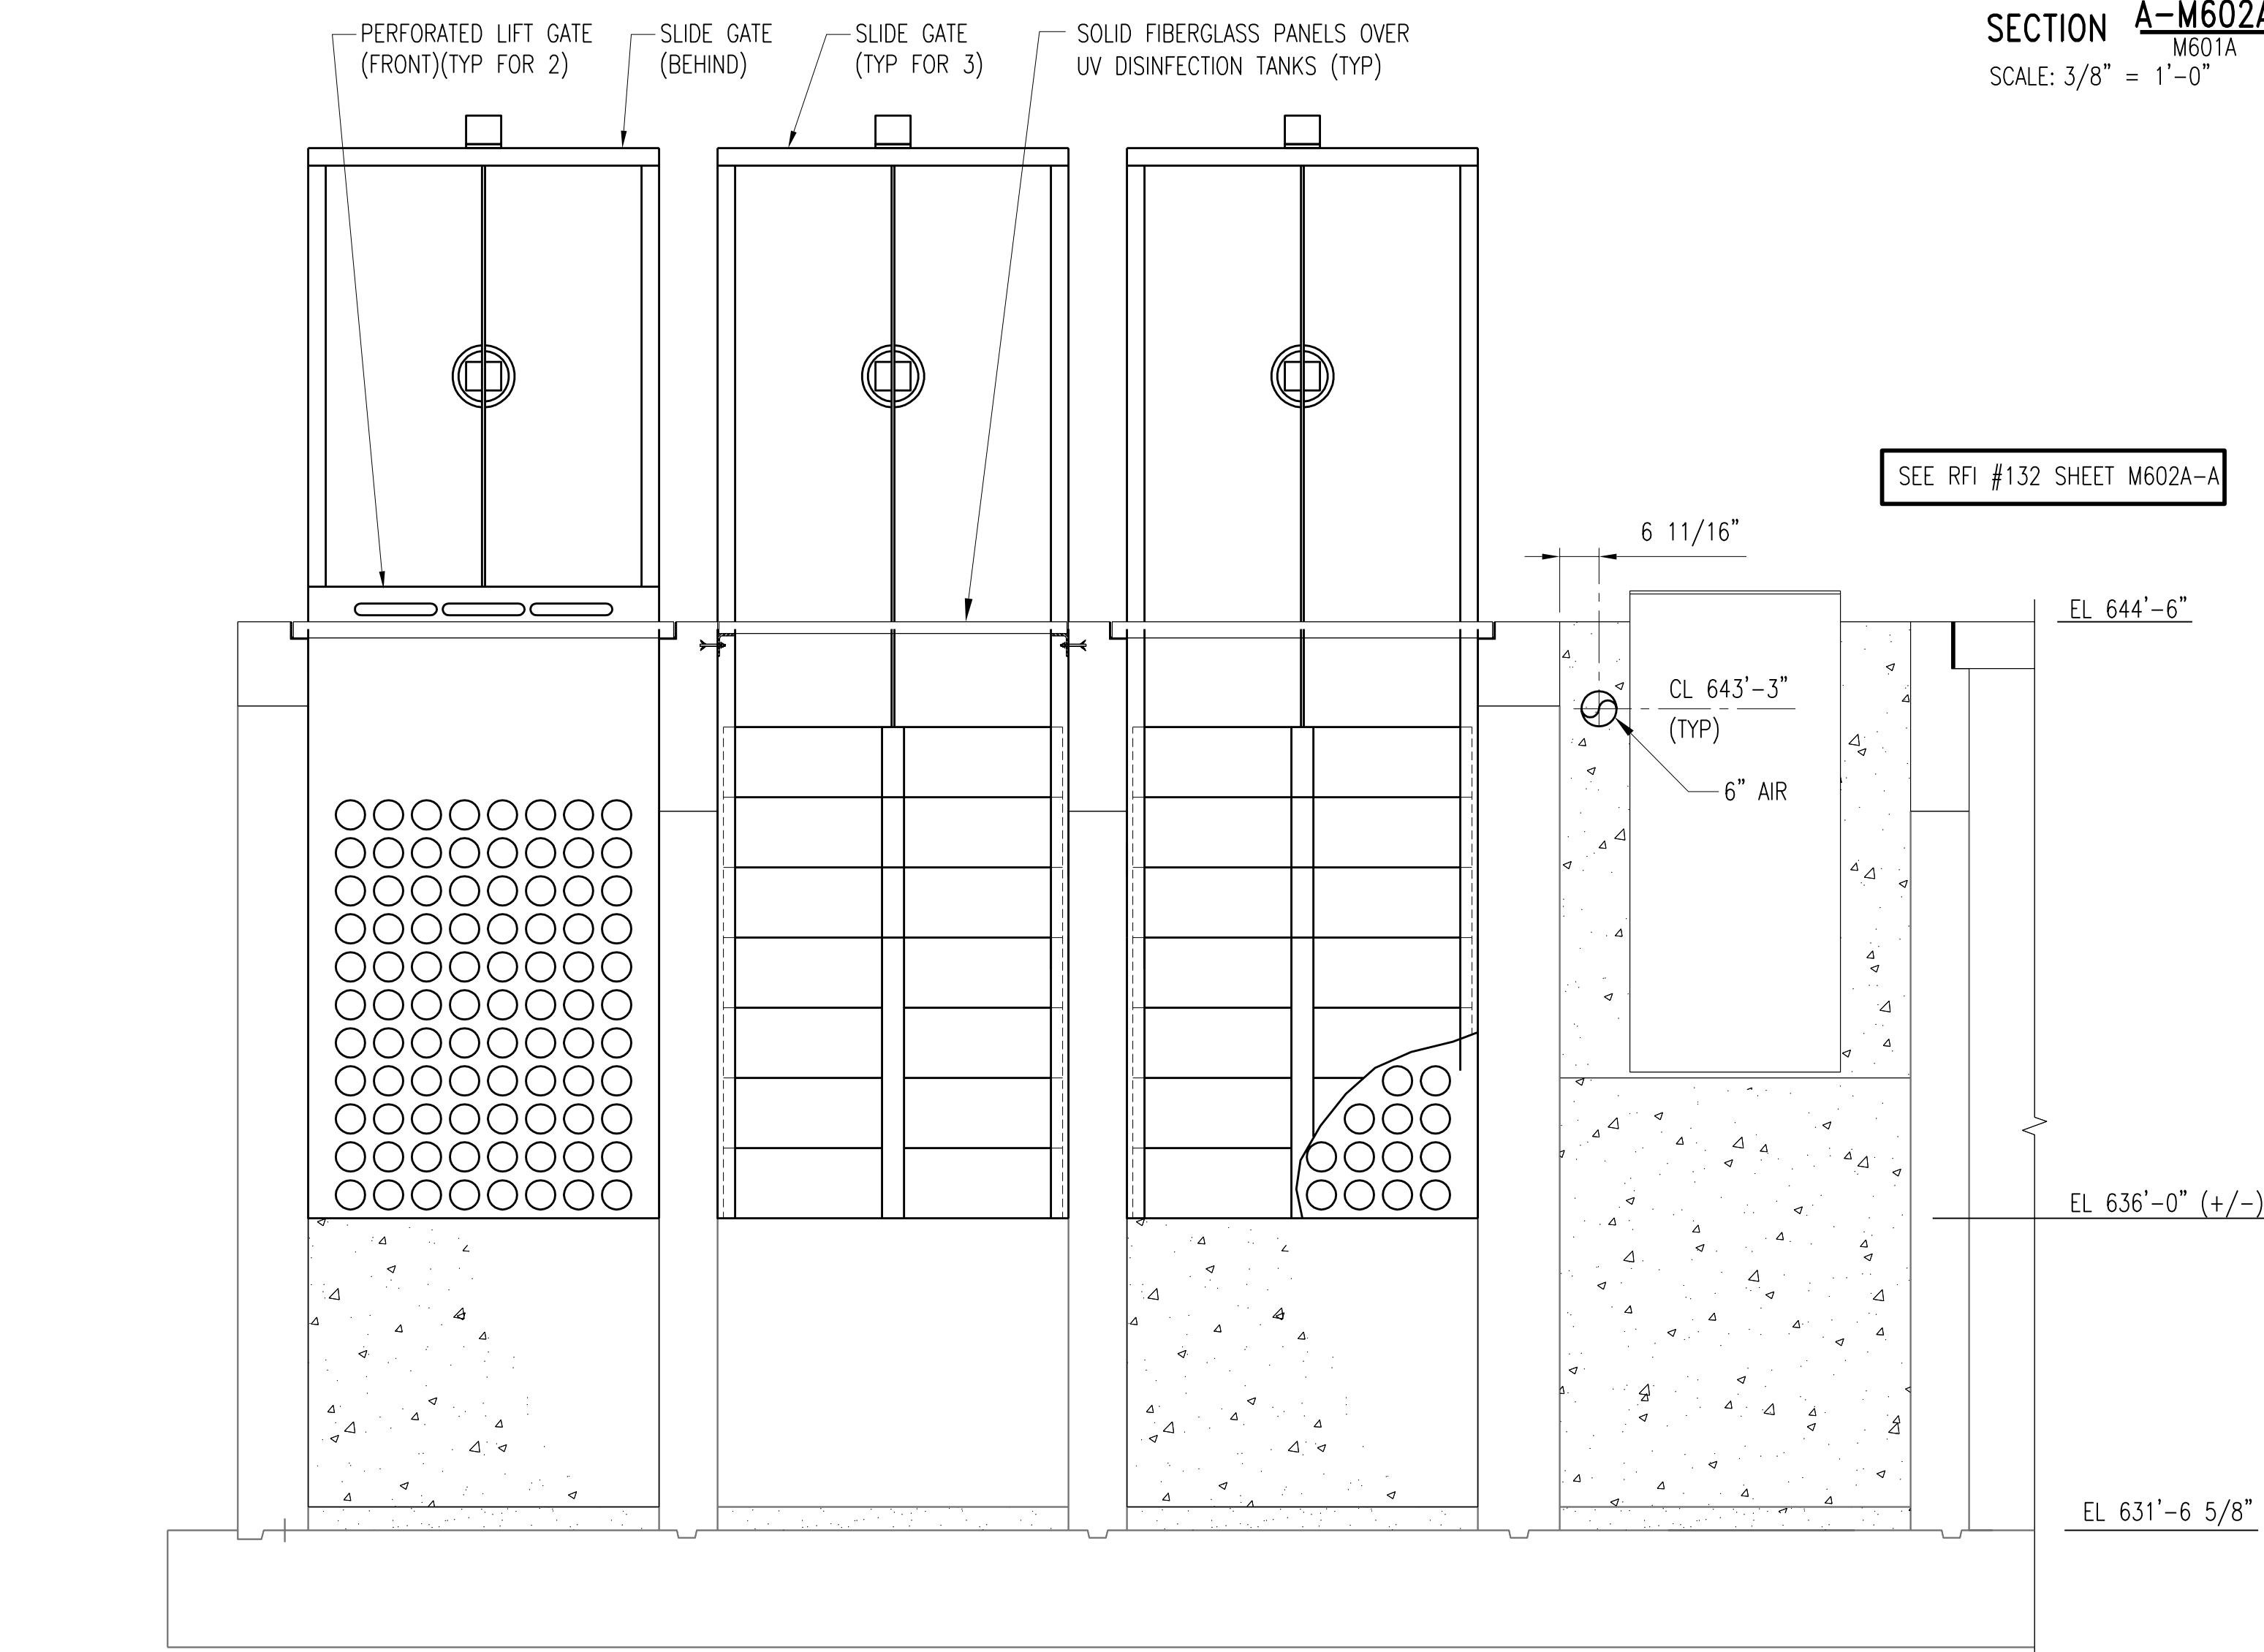 PERFORATED LIFT GATE
(FRONT)(TYP FOR 2)
SLIDE GATE
(BEHIND)
SLIDE GATE
(TYP FOR 3)
SOLID FIBERGLASS PANELS OVER
UV DISINFECTION TANKS (TYP)
SECTION A-M602A
M601A
SCALE: 3/8" = 1'-0"
SEE RFI #132 SHEET M602A-A
6 11/16"
EL 644'-6"
CL 643'-3"
(TYP)
6" AIR
EL 636'-0" (+/-)
EL 631'-6 5/8"